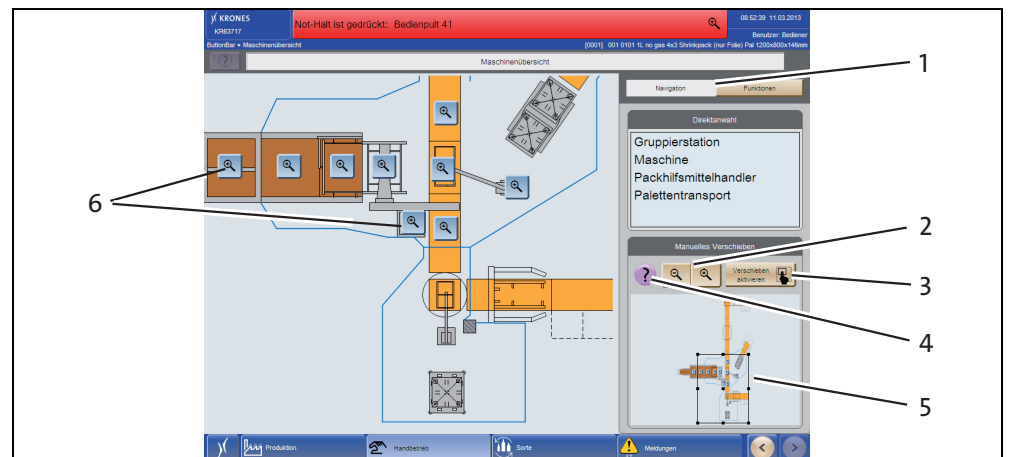 KRONES
KR63717
Not-Halt ist gedrückt: Bedienpult 41
08:52:39 11.03.2013
Benutzer: Bediener
ButtonBar ▸ Maschinenübersicht
[0001] 001 0101 1L no gas 4x3 Shrinkpack (nur Folie) Pal 1200x800x146mm
?
Maschinenübersicht
1
Navigation
Funktionen
Direktanwahl
Gruppierstation
Maschine
Packhilfsmittelhandler
Palettentransport
6
2
Manuelles Verschieben
?
Verschieben
aktivieren
3
4
5
Produktion
Handbetrieb
Sorte
Meldungen